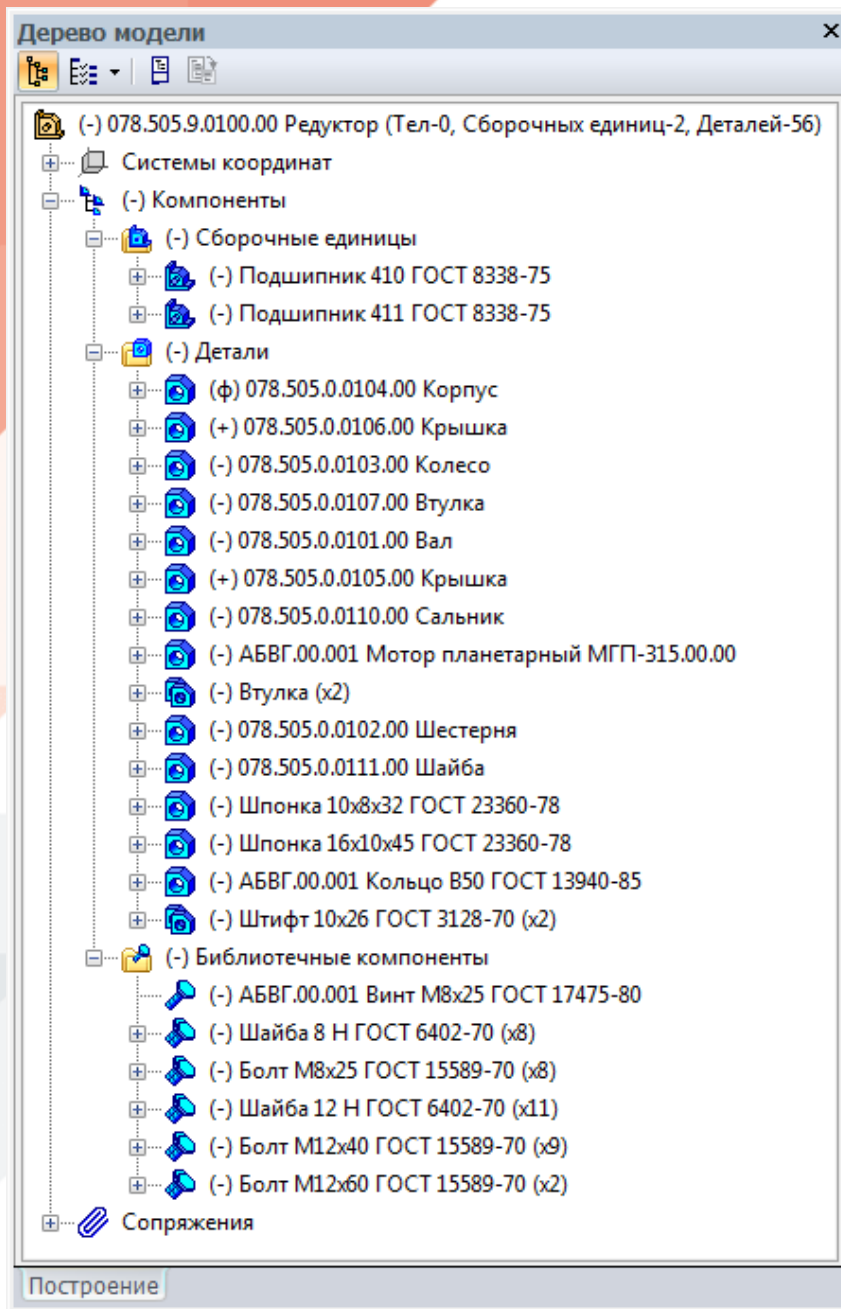 Дерево модели
(-) 078.505.9.0100.00 Редуктор (Тел-0, Сборочных единиц-2, Деталей-56)
Системы координат
(-) Компоненты
(-) Сборочные единицы
(-) Подшипник 410 ГОСТ 8338-75
(-) Подшипник 411 ГОСТ 8338-75
(-) Детали
(ф) 078.505.0.0104.00 Корпус
(+) 078.505.0.0106.00 Крышка
(-) 078.505.0.0103.00 Колесо
(-) 078.505.0.0107.00 Втулка
(-) 078.505.0.0101.00 Вал
(+) 078.505.0.0105.00 Крышка
(-) 078.505.0.0110.00 Сальник
(-) АБВГ.00.001 Мотор планетарный МГП-315.00.00
(-) Втулка (x2)
(-) 078.505.0.0102.00 Шестерня
(-) 078.505.0.0111.00 Шайба
(-) Шпонка 10x8x32 ГОСТ 23360-78
(-) Шпонка 16x10x45 ГОСТ 23360-78
(-) АБВГ.00.001 Кольцо В50 ГОСТ 13940-85
(-) Штифт 10x26 ГОСТ 3128-70 (x2)
(-) Библиотечные компоненты
(-) АБВГ.00.001 Винт М8x25 ГОСТ 17475-80
(-) Шайба 8 Н ГОСТ 6402-70 (x8)
(-) Болт М8x25 ГОСТ 15589-70 (x8)
(-) Шайба 12 Н ГОСТ 6402-70 (x11)
(-) Болт М12x40 ГОСТ 15589-70 (x9)
(-) Болт М12x60 ГОСТ 15589-70 (x2)
Сопряжения
Построение